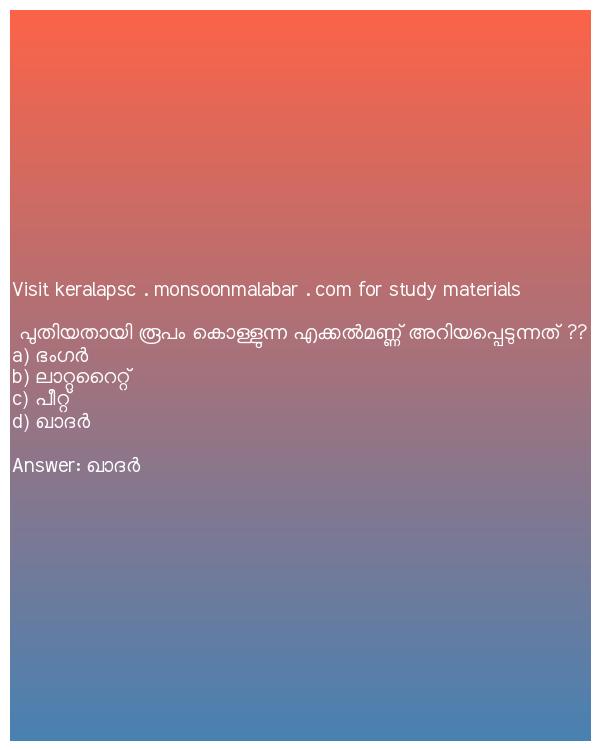 Visit keralapsc . monsoonmalabar . com for study materials
പുതിയതായി രൂപം കൊള്ളുന്ന എക്കൽമണ്ണ് അറിയപ്പെടുന്നത് ??
a) ഭംഗർ
b) ലാറ്ററൈറ്റ്
c) പീറ്റ്
d) ഖാദർ
Answer: ഖാദർ